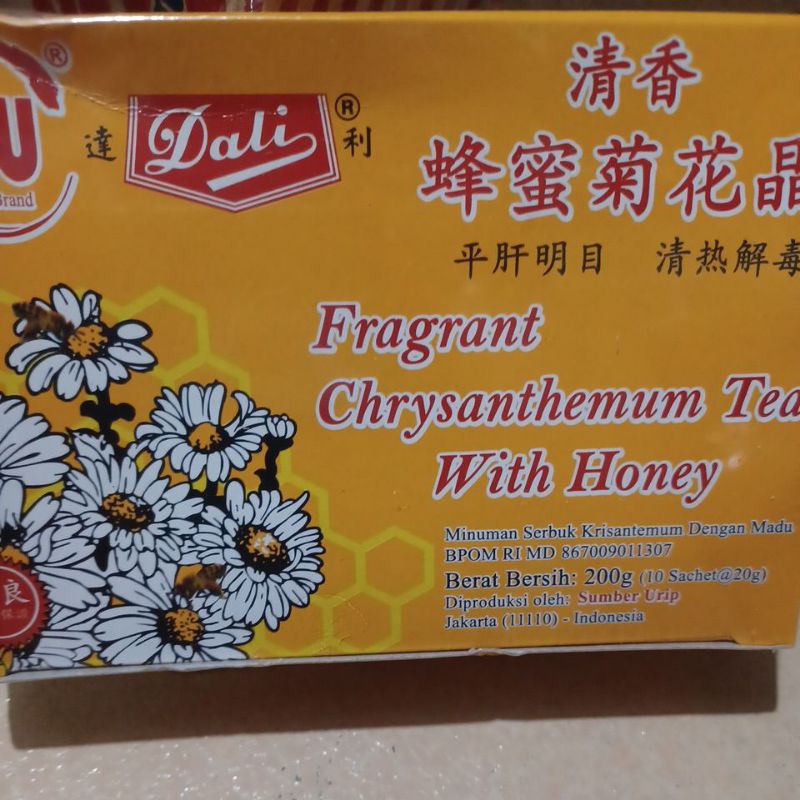 U®
Brand
達 Dali® 利
清香
蜂蜜菊花晶
平肝明目 清热解毒
Fragrant
Chrysanthemum Tea
With Honey
Minuman Serbuk Krisantemum Dengan Madu
BPOM RI MD 867009011307
Berat Bersih: 200g (10 Sachet@20g)
Diproduksi oleh: Sumber Urip
Jakarta (11110) - Indonesia
良